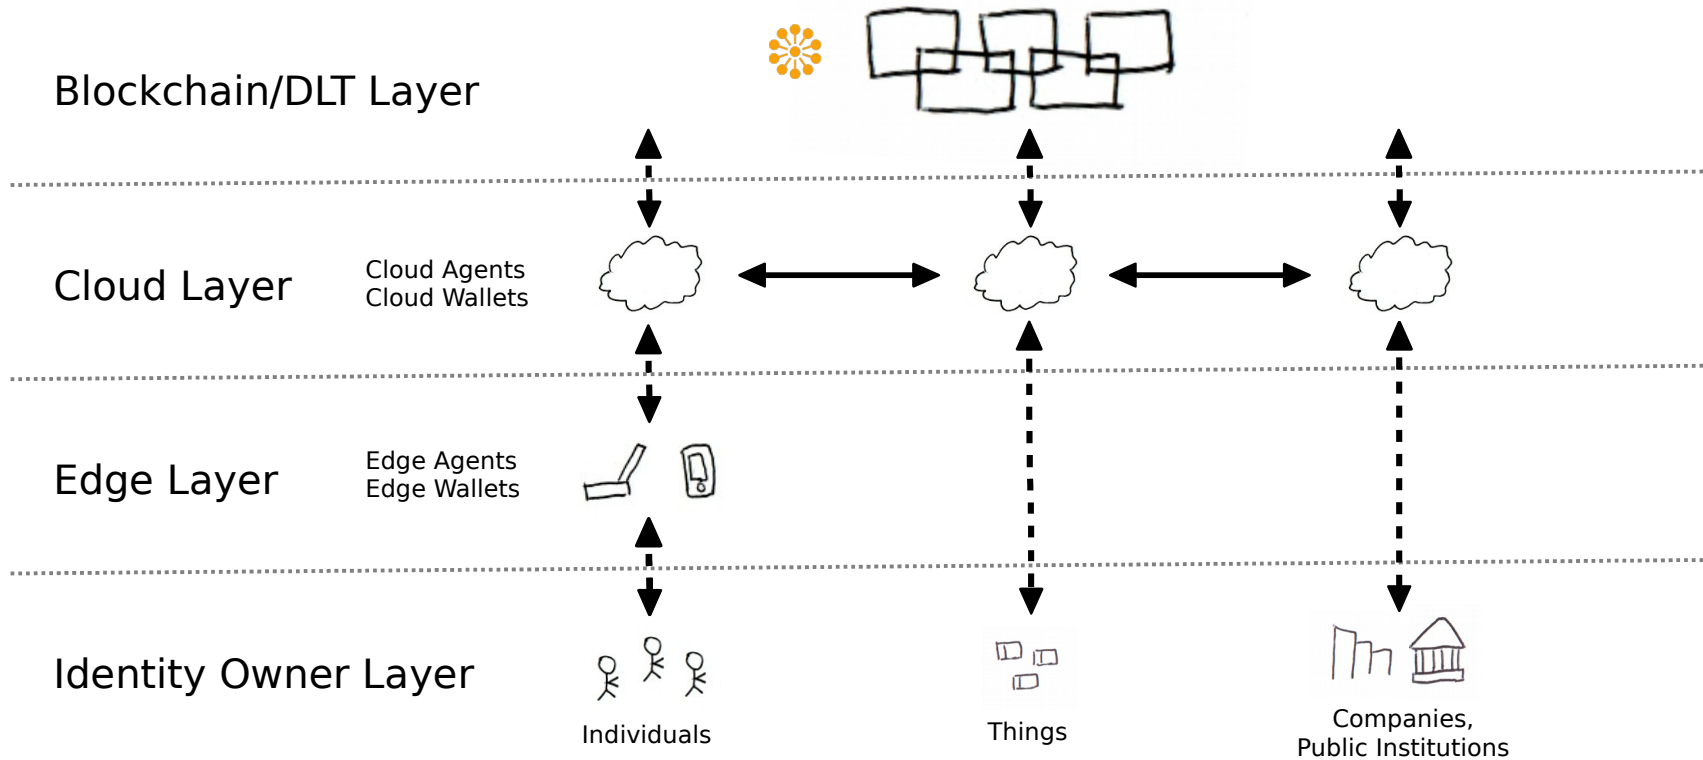 Blockchain/DLT Layer
Cloud Layer
Cloud Agents
Cloud Wallets
Edge Layer
Edge Agents
Edge Wallets
Identity Owner Layer
Individuals
Things
Companies,
Public Institutions